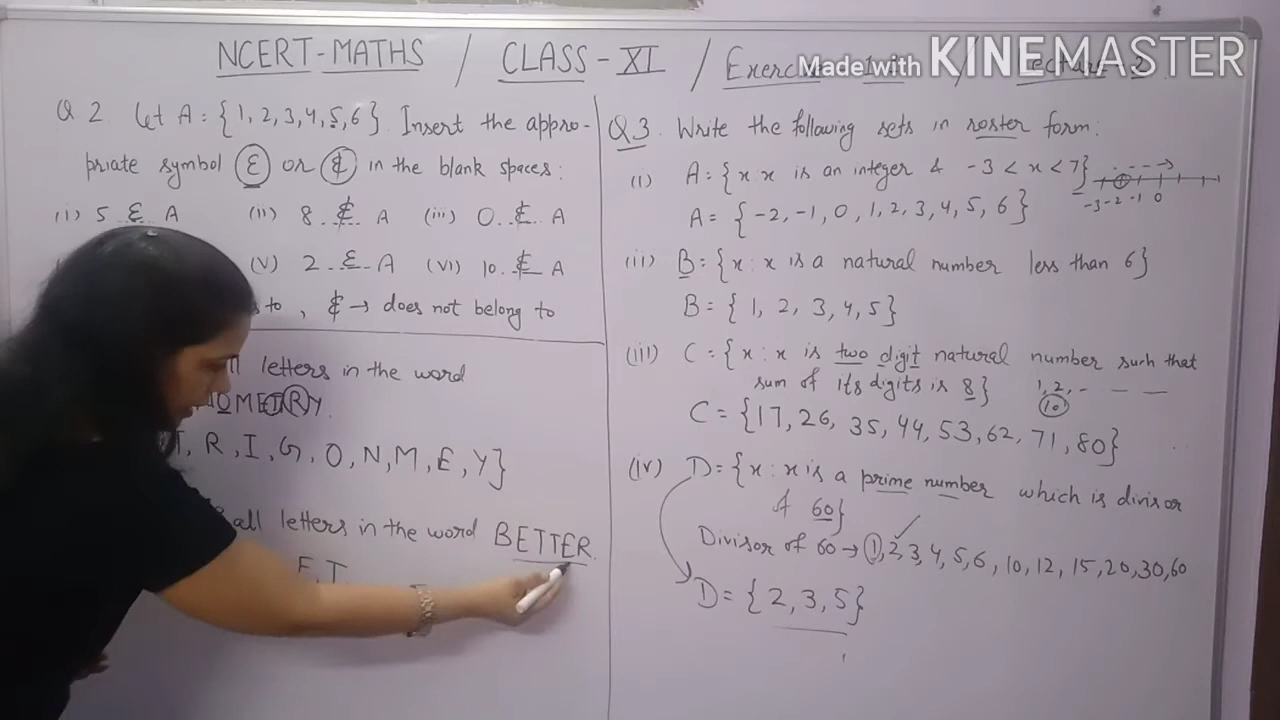 NCERT-MATHS / CLASS-XI / Exercise / Lecture-2
Made with KINEMASTER
Q 2. Let A = {1, 2, 3, 4, 5, 6}. Insert the appro-
priate symbol ∈ or ∉ in the blank spaces:
(i) 5 ..∈.. A (ii) 8 ..∉.. A (iii) 0 ..∉.. A
(v) 2 ..∈.. A (vi) 10 ..∉.. A
to, ∉ → does not belong to
letters in the word
OMETRY.
T, R, I, G, O, N, M, E, Y}
all letters in the word BETTER.
E, T
Q.3. Write the following sets in roster form:
(i) A = {x x is an integer & -3 < x < 7}
-3 -2 -1 0
A = {-2, -1, 0, 1, 2, 3, 4, 5, 6}
(ii) B = {x : x is a natural number less than 6}
B = {1, 2, 3, 4, 5}
(iii) C = {x : x is two digit natural number such that
sum of its digits is 8} 1, 2, - — —
10
C = {17, 26, 35, 44, 53, 62, 71, 80}
(iv) D = {x : x is a prime number which is divisor
of 60}
Divisor of 60 → 1, 2, 3, 4, 5, 6, 10, 12, 15, 20, 30, 60
D = {2, 3, 5}